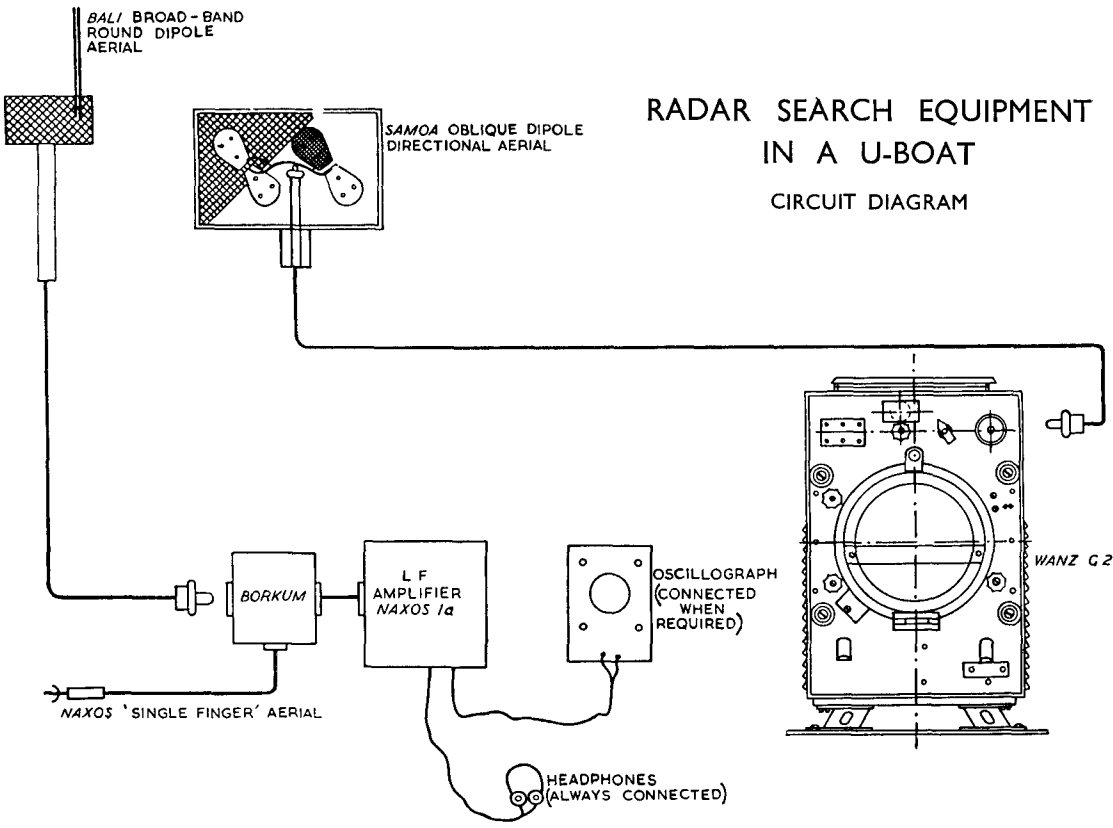 BALI BROAD-BAND
ROUND DIPOLE
AERIAL
SAMOA OBLIQUE DIPOLE
DIRECTIONAL AERIAL
RADAR SEARCH EQUIPMENT
IN A U-BOAT
CIRCUIT DIAGRAM
BORKUM
L F
AMPLIFIER
NAXOS 1a
OSCILLOGRAPH
(CONNECTED
WHEN
REQUIRED)
WANZ G 2
NAXOS 'SINGLE FINGER' AERIAL
HEADPHONES
(ALWAYS CONNECTED)